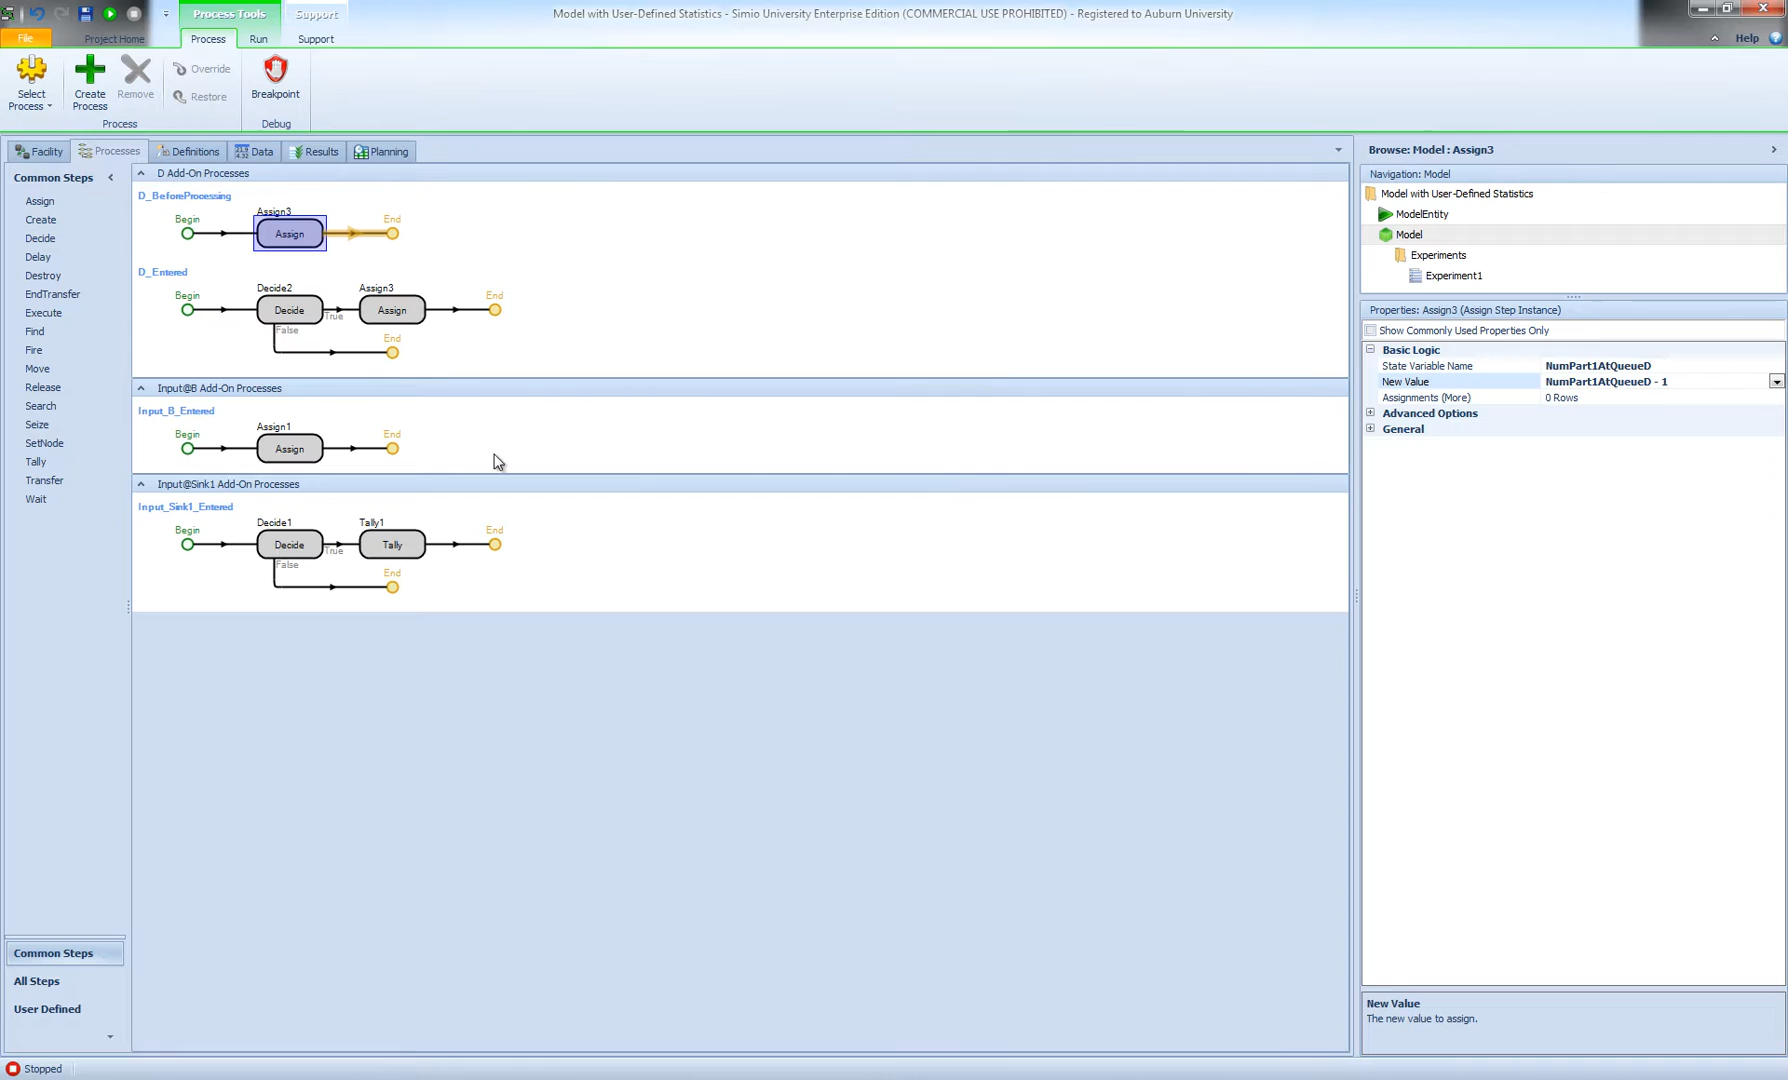 Process Tools
Support
Model with User-Defined Statistics - Simio University Enterprise Edition (COMMERCIAL USE PROHIBITED) - Registered to Auburn University
File
Project Home
Process
Run
Support
Help
Select Process
Create Process
Remove
Override
Restore
Breakpoint
Process
Debug
Facility
Processes
Definitions
Data
Results
Planning
Common Steps
Assign
Create
Decide
Delay
Destroy
EndTransfer
Execute
Find
Fire
Move
Release
Search
Seize
SetNode
Tally
Transfer
Wait
Common Steps
All Steps
User Defined
D Add-On Processes
D_BeforeProcessing
Begin
Assign3
Assign
End
D_Entered
Begin
Decide2
Decide
True
False
Assign3
Assign
End
End
Input@B Add-On Processes
Input_B_Entered
Begin
Assign1
Assign
End
Input@Sink1 Add-On Processes
Input_Sink1_Entered
Begin
Decide1
Decide
True
False
Tally1
Tally
End
End
Browse: Model : Assign3
Navigation: Model
Model with User-Defined Statistics
ModelEntity
Model
Experiments
Experiment1
Properties: Assign3 (Assign Step Instance)
Show Commonly Used Properties Only
Basic Logic
State Variable Name NumPart1AtQueueD
New Value NumPart1AtQueueD - 1
Assignments (More) 0 Rows
Advanced Options
General
New Value
The new value to assign.
Stopped